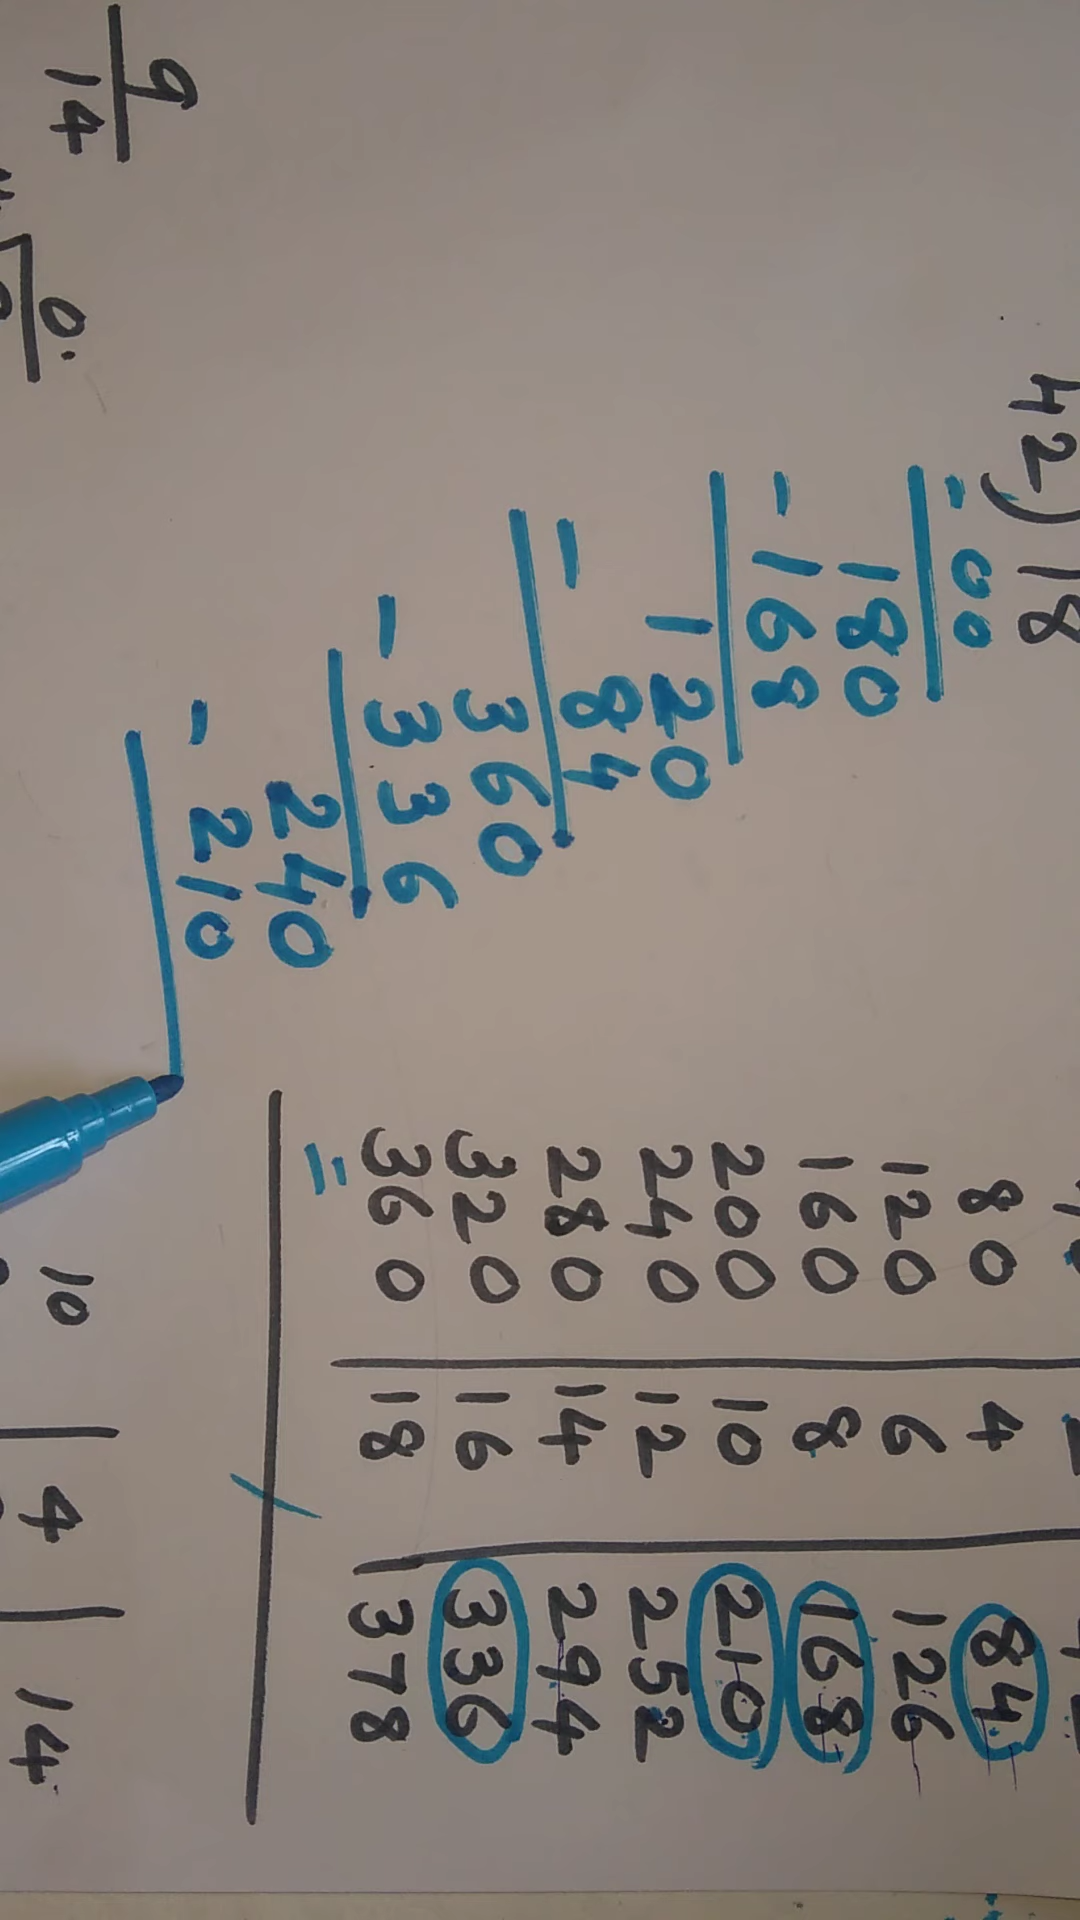 42)18
- 00
180
- 168
120
- 84
360
- 336
240
- 210
80 4 84
120 6 126
160 8 168
200 10 210
240 12 252
280 14 294
320 16 336
360 18 378
=
9
14
0.
10 4 14